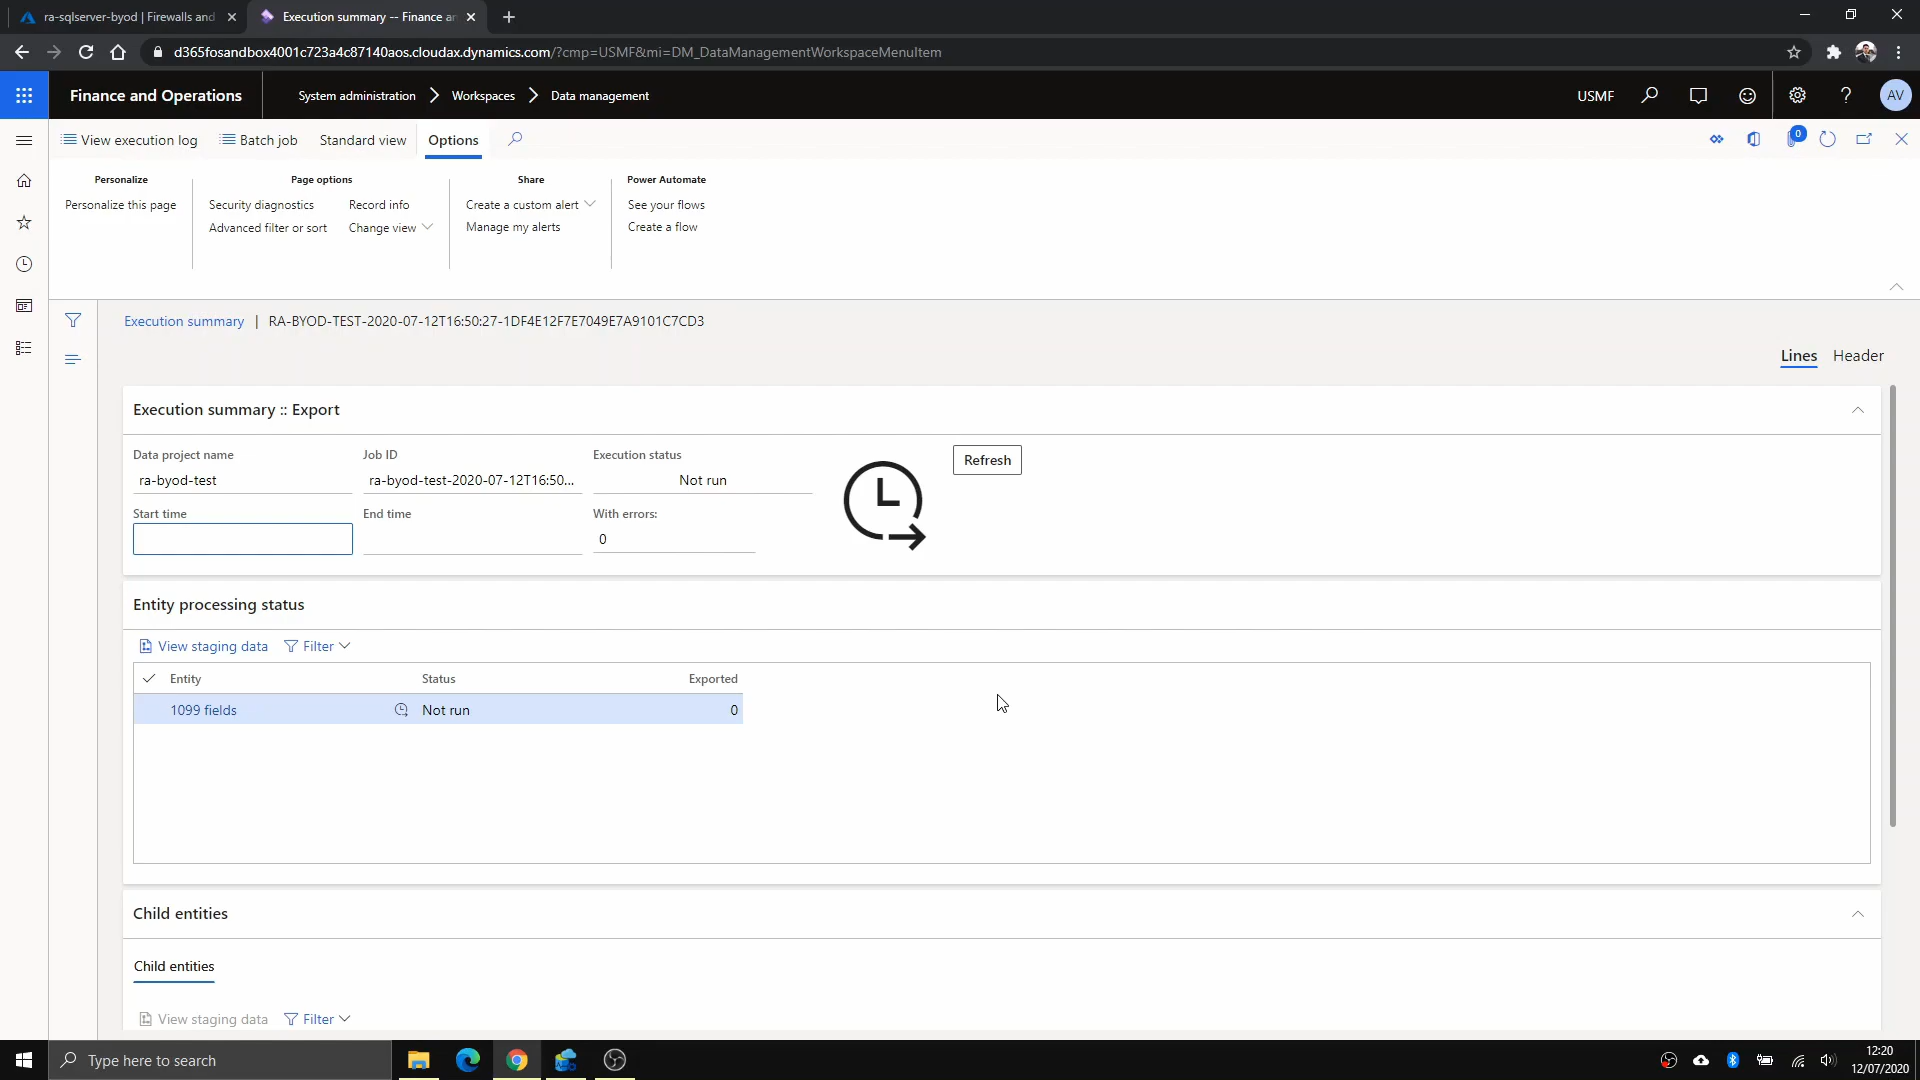 ra-sqlserver-byod | Firewalls and
Execution summary -- Finance an
d365fosandbox4001c723a4c87140aos.cloudax.dynamics.com/?cmp=USMF&mi=DM_DataManagementWorkspaceMenuItem
Finance and Operations
System administration
Workspaces
Data management
USMF
?
AV
View execution log
Batch job
Standard view
Options
0
Personalize
Page options
Share
Power Automate
Personalize this page
Security diagnostics
Record info
Create a custom alert
See your flows
Advanced filter or sort
Change view
Manage my alerts
Create a flow
Execution summary | RA-BYOD-TEST-2020-07-12T16:50:27-1DF4E12F7E7049E7A9101C7CD3
Lines
Header
Execution summary :: Export
Data project name
Job ID
Execution status
Refresh
ra-byod-test
ra-byod-test-2020-07-12T16:50...
Not run
Start time
End time
With errors:
0
Entity processing status
View staging data
Filter
Entity
Status
Exported
1099 fields
Not run
0
Child entities
Child entities
View staging data
Filter
Type here to search
12:20
12/07/2020